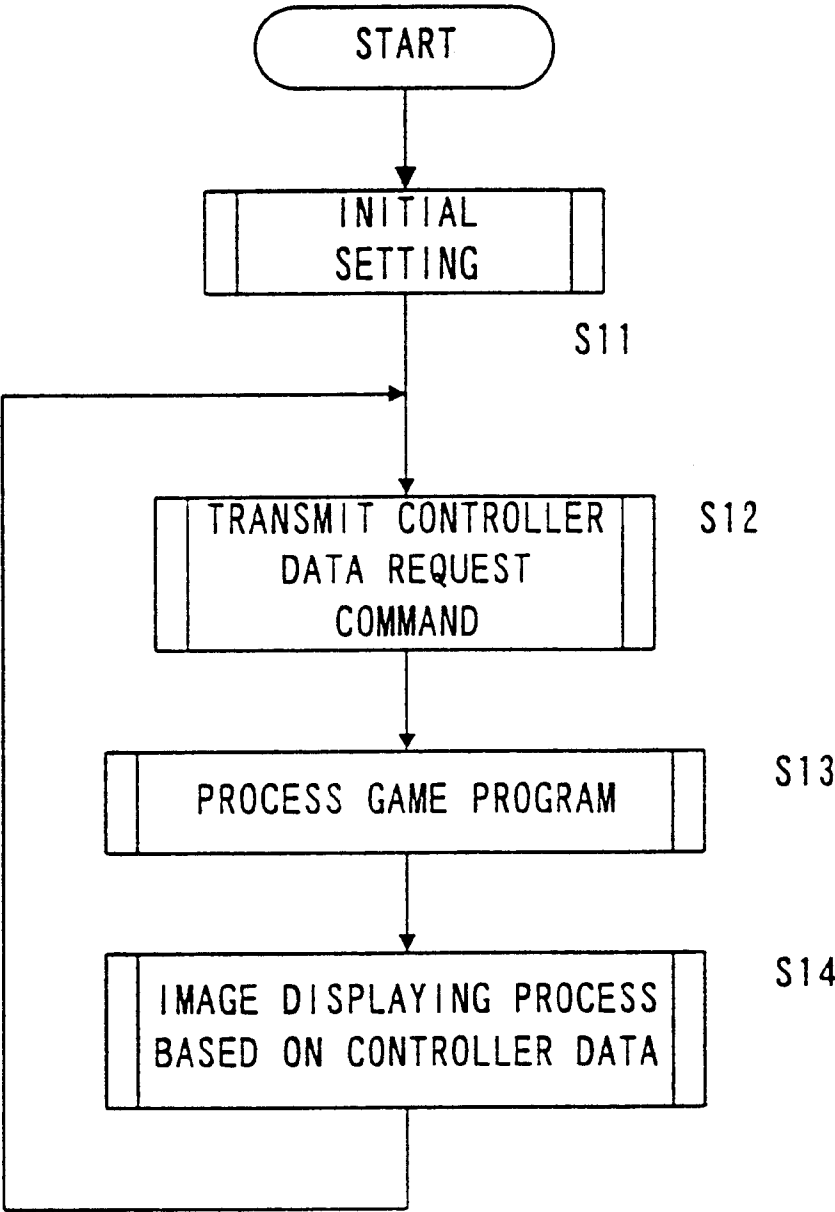 START
INITIAL
SETTING
S11
TRANSMIT CONTROLLER
DATA REQUEST
COMMAND
S12
PROCESS GAME PROGRAM
S13
IMAGE DISPLAYING PROCESS
BASED ON CONTROLLER DATA
S14